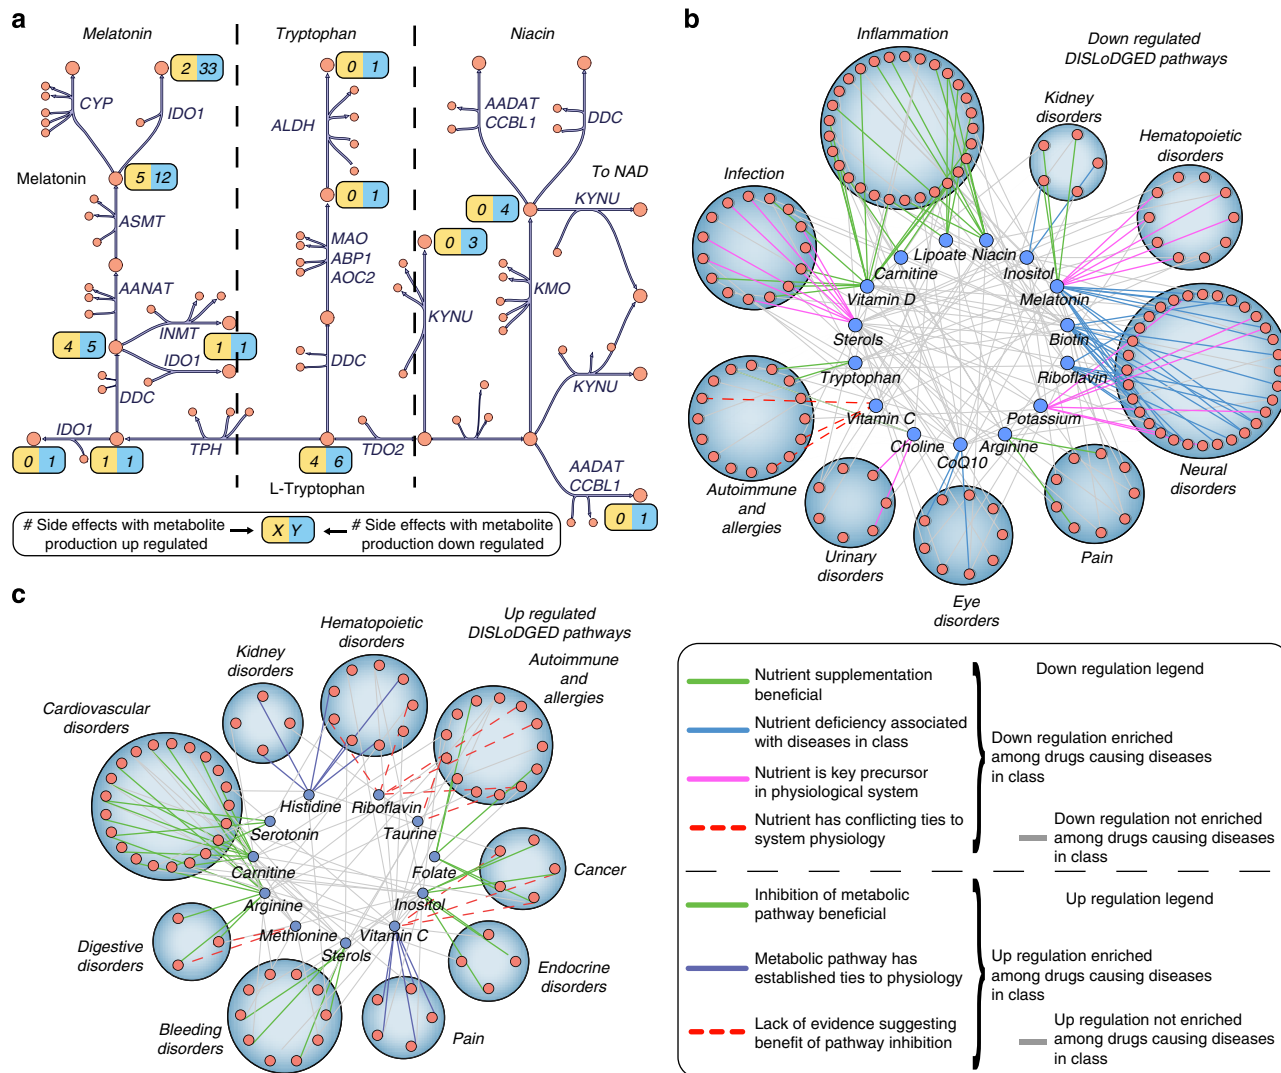 a
Melatonin
Tryptophan
Niacin
2 33
0 1
CYP
IDO1
ALDH
AADAT
CCBL1
DDC
Melatonin
5 12
0 1
To NAD
KYNU
0 4
ASMT
MAO
ABP1
AOC2
0 3
AANAT
KMO
INMT
KYNU
4 5
1 1
IDO1
DDC
DDC
KYNU
IDO1
TPH
TDO2
0 1
1 1
4 6
L-Tryptophan
AADAT
CCBL1
0 1
# Side effects with metabolite
production up regulated
X Y
# Side effects with metabolite
production down regulated
b
Inflammation
Down regulated
DISLoDGED pathways
Kidney
disorders
Hematopoietic
disorders
Infection
Lipoate
Niacin
Carnitine
Inositol
Vitamin D
Melatonin
Sterols
Biotin
Tryptophan
Riboflavin
Vitamin C
Potassium
Choline
Arginine
CoQ10
Autoimmune
and
allergies
Neural
disorders
Urinary
disorders
Pain
Eye
disorders
c
Hematopoietic
disorders
Up regulated
DISLoDGED pathways
Kidney
disorders
Autoimmune
and
allergies
Cardiovascular
disorders
Histidine
Riboflavin
Serotonin
Taurine
Carnitine
Folate
Cancer
Arginine
Inositol
Methionine
Vitamin C
Sterols
Digestive
disorders
Endocrine
disorders
Bleeding
disorders
Pain
Nutrient supplementation
beneficial
Nutrient deficiency associated
with diseases in class
Nutrient is key precursor
in physiological system
Nutrient has conflicting ties to
system physiology
Down regulation legend
Down regulation enriched
among drugs causing diseases
in class
Down regulation not enriched
among drugs causing diseases
in class
Inhibition of metabolic
pathway beneficial
Metabolic pathway has
established ties to physiology
Lack of evidence suggesting
benefit of pathway inhibition
Up regulation legend
Up regulation enriched
among drugs causing diseases
in class
Up regulation not enriched
among drugs causing diseases
in class